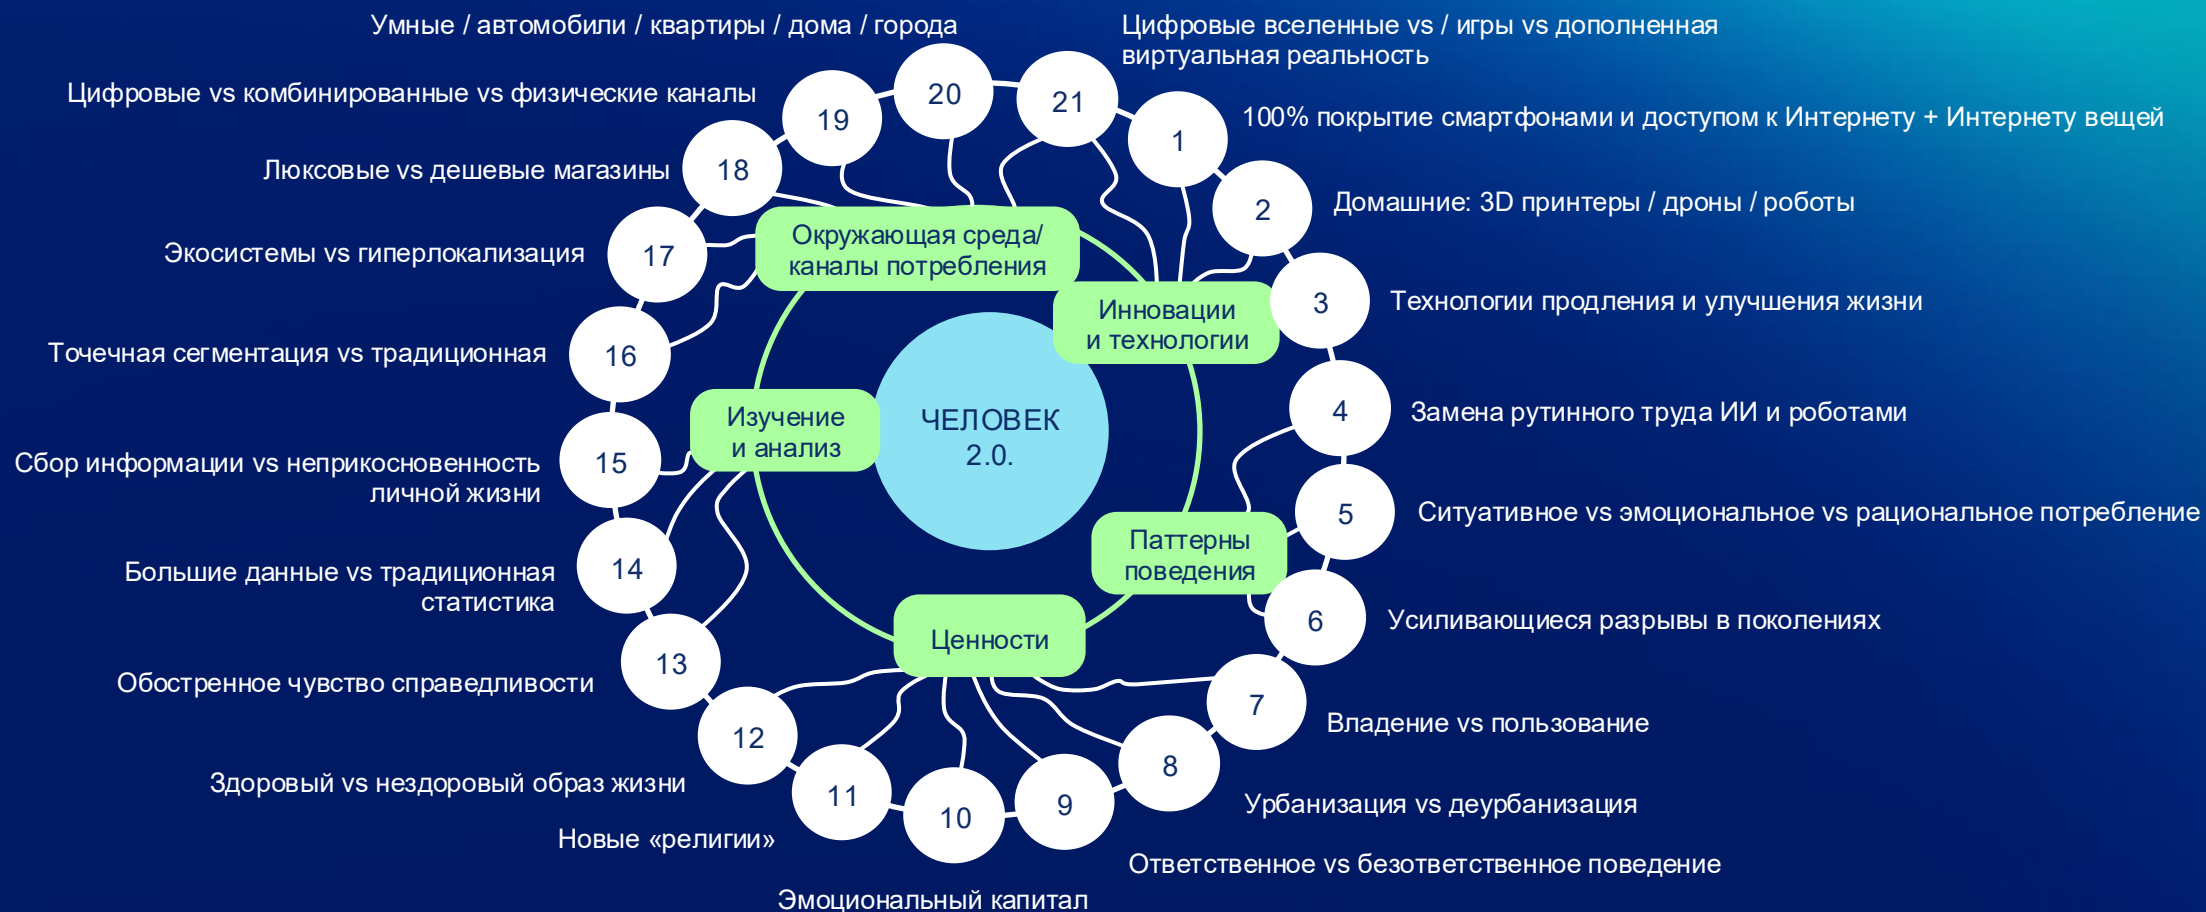 Умные / автомобили / квартиры / дома / города
Цифровые вселенные vs / игры vs дополненная
виртуальная реальность
Цифровые vs комбинированные vs физические каналы
20
21
19
1
100% покрытие смартфонами и доступом к Интернету + Интернету вещей
Люксовые vs дешевые магазины
18
2
Домашние: 3D принтеры / дроны / роботы
Экосистемы vs гиперлокализация
17
Окружающая среда/
каналы потребления
Инновации
и технологии
3
Технологии продления и улучшения жизни
Точечная сегментация vs традиционная
16
Изучение
и анализ
ЧЕЛОВЕК
2.0.
4
Замена рутинного труда ИИ и роботами
Сбор информации vs неприкосновенность
личной жизни
15
5
Ситуативное vs эмоциональное vs рациональное потребление
Паттерны
поведения
Большие данные vs традиционная
статистика
14
Ценности
6
Усиливающиеся разрывы в поколениях
Обостренное чувство справедливости
13
7
Владение vs пользование
12
8
Здоровый vs нездоровый образ жизни
11
10
9
Урбанизация vs деурбанизация
Новые «религии»
Ответственное vs безответственное поведение
Эмоциональный капитал